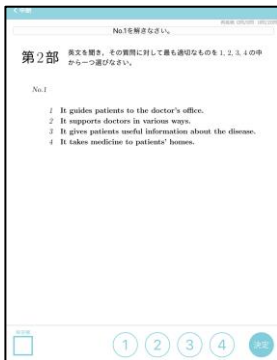 No.1を解きなさい。
第2部 英文を聞き、その質問に対して最も適切なものを1, 2, 3, 4の中
から一つ選びなさい。
No.1
1 It guides patients to the doctor's office.
2 It supports doctors in various ways.
3 It gives patients useful information about the disease.
4 It takes medicine to patients' homes.
1 2 3 4 決定